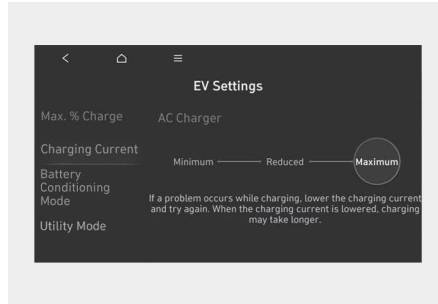 EV Settings
Max. % Charge
AC Charger
Charging Current
Minimum
Reduced
Maximum
Battery
Conditioning
Mode
If a problem occurs while charging, lower the charging current
and try again. When the charging current is lowered, charging
may take longer.
Utility Mode